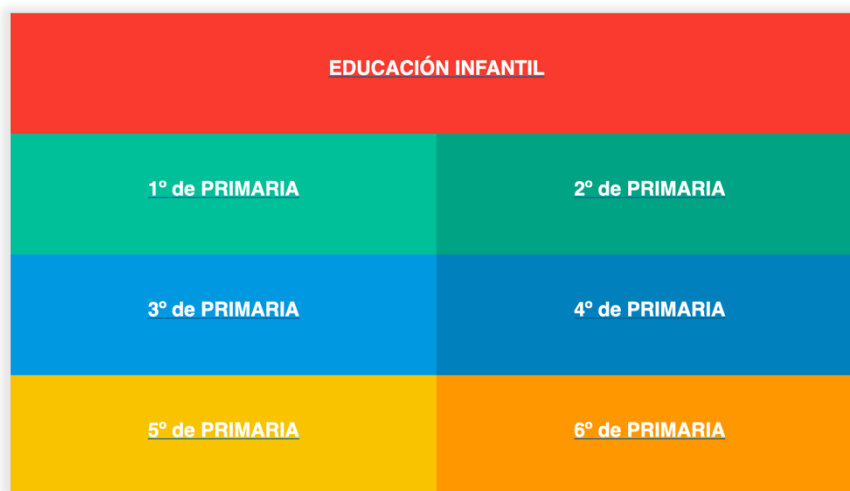 EDUCACIÓN INFANTIL
1º de PRIMARIA
2º de PRIMARIA
3º de PRIMARIA
4º de PRIMARIA
5º de PRIMARIA
6º de PRIMARIA